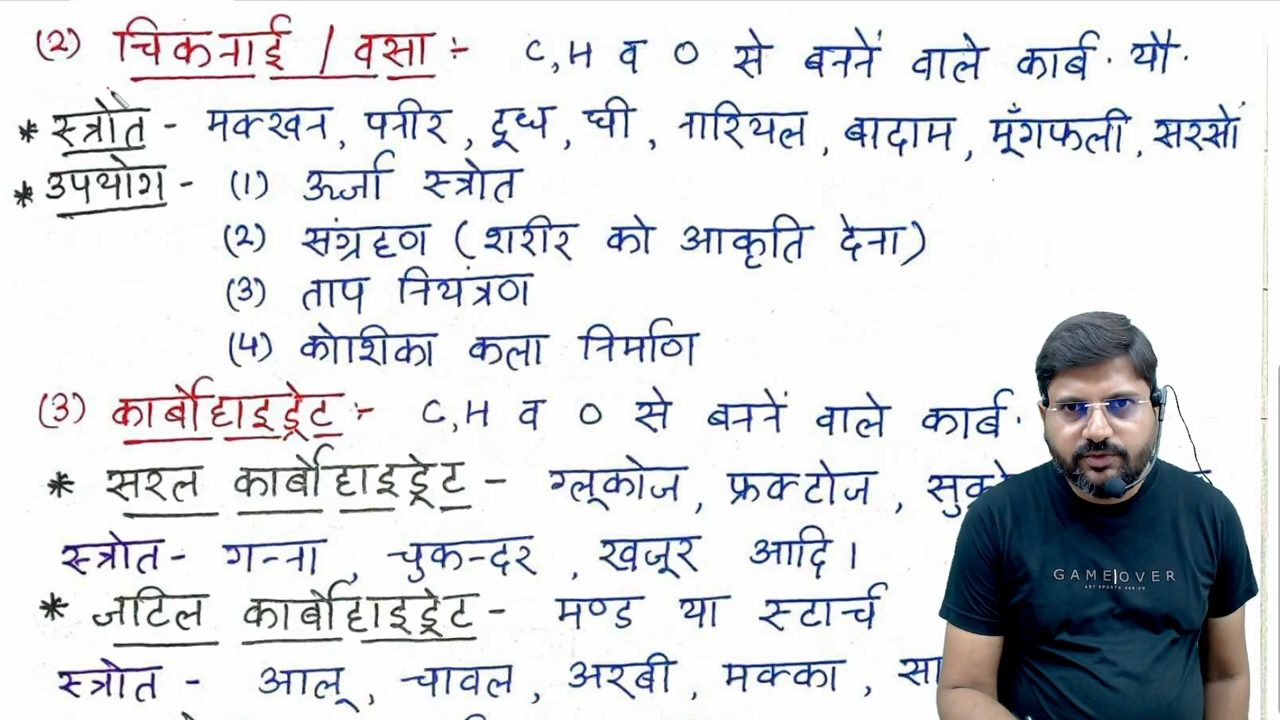 (2) चिकनाई / वसा :- C, H व O से बननें वाले कार्ब. यौ.
* स्त्रोत - मक्खन, पनीर, दूध, घी, नारियल, बादाम, मूँगफली, सरसों
* उपयोग - (1) ऊर्जा स्त्रोत
(2) संग्रहण (शरीर को आकृति देना)
(3) ताप नियंत्रण
(4) कोशिका कला निर्माण
(3) कार्बोहाइड्रेट :- C, H व O से बननें वाले कार्ब.
* सरल कार्बोहाइड्रेट - ग्लूकोज, फ्रक्टोज,
स्त्रोत - गन्ना, चुकन्दर, खजूर आदि।
* जटिल कार्बोहाइड्रेट - मण्ड या स्टार्च
स्त्रोत - आलू, चावल, अरबी, मक्का,
GAME|OVER